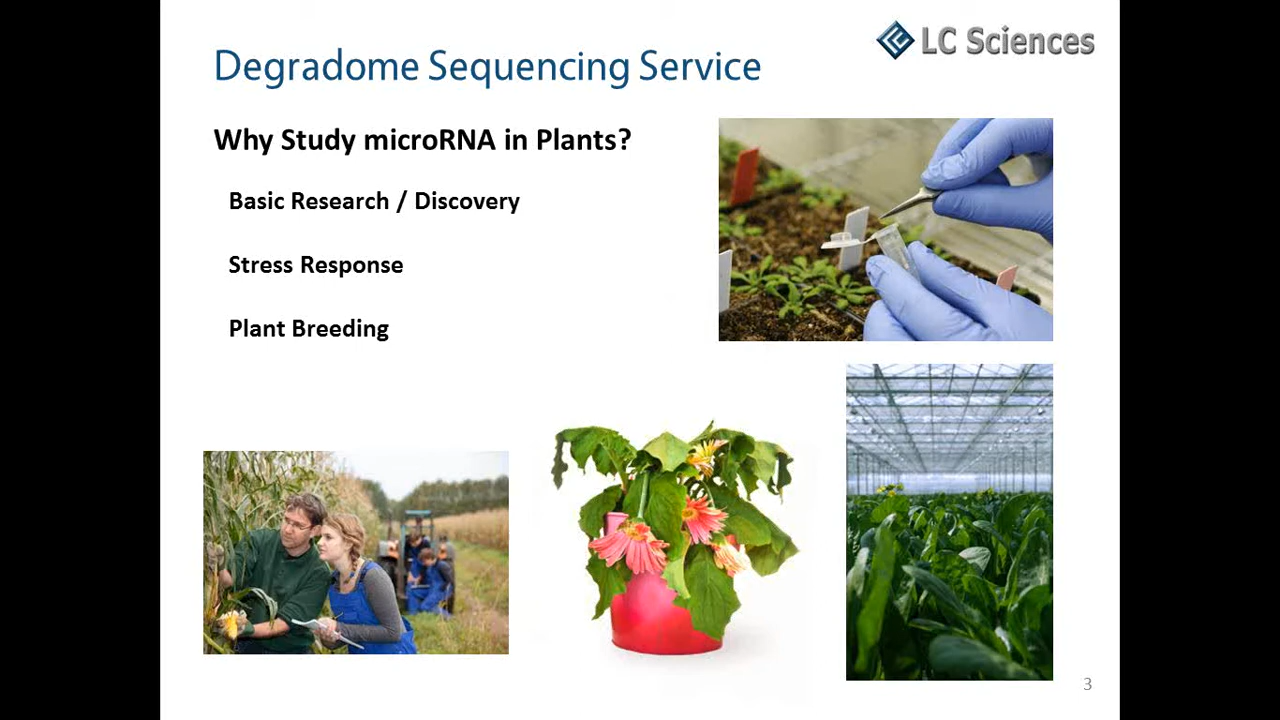 LC Sciences
Degradome Sequencing Service
Why Study microRNA in Plants?
Basic Research / Discovery
Stress Response
Plant Breeding
3